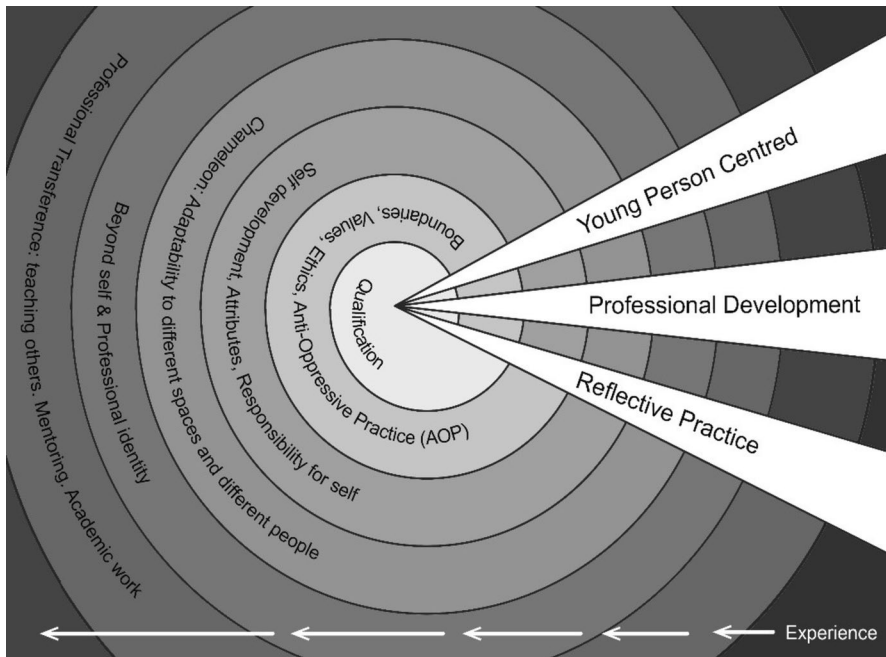 Professional Transference: teaching others. Mentoring. Academic work
Beyond self & Professional identity
Chameleon: Adaptability to different spaces and different people
Self development, Attributes, Responsibility for self
Boundaries, Values, Ethics, Anti-Oppressive Practice (AOP)
Qualification
Young Person Centred
Professional Development
Reflective Practice
Experience